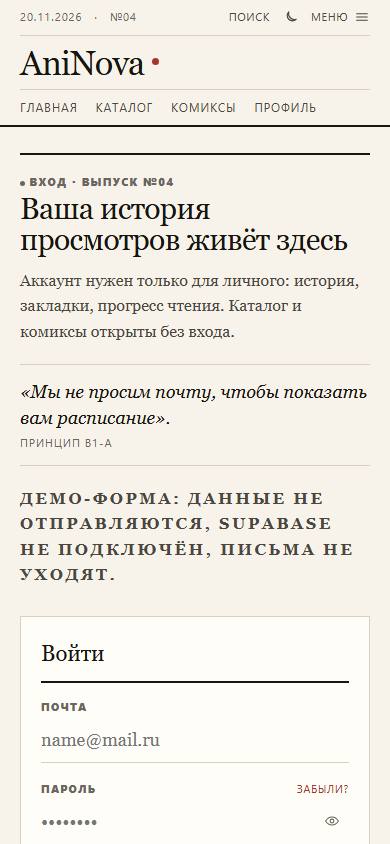 20.11.2026 · №04 ПОИСК МЕНЮ
AniNova
ГЛАВНАЯ КАТАЛОГ КОМИКСЫ ПРОФИЛЬ
ВХОД · ВЫПУСК №04
Ваша история
просмотров живёт здесь
Аккаунт нужен только для личного: история,
закладки, прогресс чтения. Каталог и
комиксы открыты без входа.
«Мы не просим почту, чтобы показать
вам расписание».
ПРИНЦИП B1-A
ДЕМО-ФОРМА: ДАННЫЕ НЕ
ОТПРАВЛЯЮТСЯ, SUPABASE
НЕ ПОДКЛЮЧЁН, ПИСЬМА НЕ
УХОДЯТ.
Войти
ПОЧТА
name@mail.ru
ПАРОЛЬ ЗАБЫЛИ?
••••••••